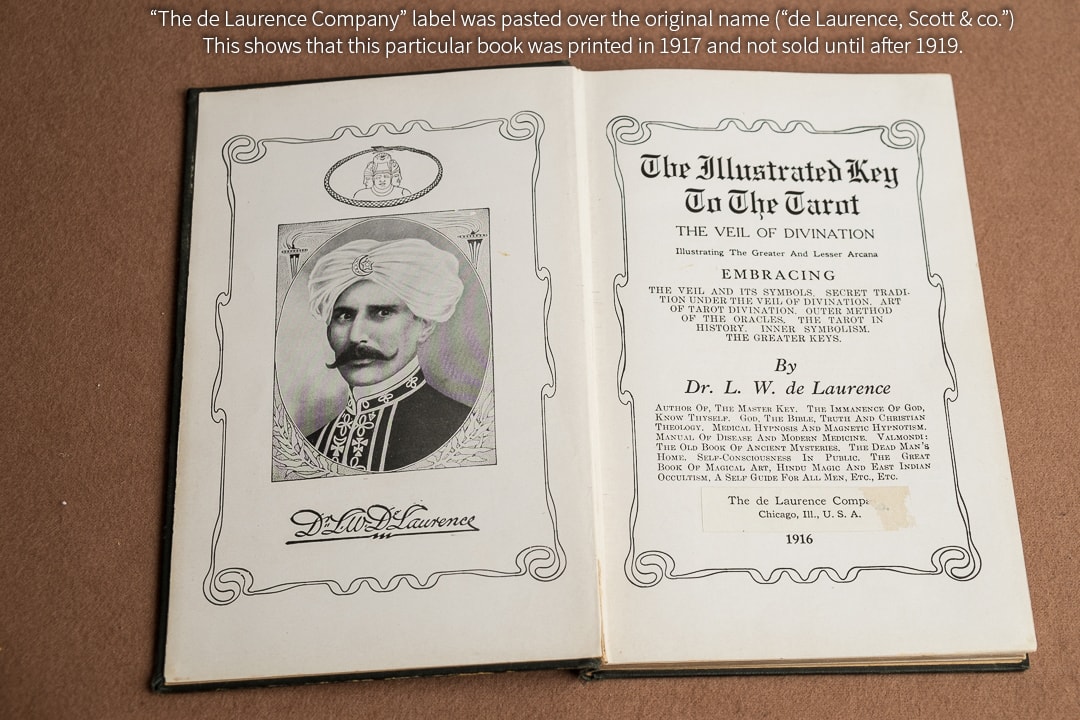 “The de Laurence Company” label was pasted over the original name (“de Laurence, Scott & co.”)
This shows that this particular book was printed in 1917 and not sold until after 1919.
Dr. L. W. De Laurence
The Illustrated Key
To The Tarot
THE VEIL OF DIVINATION
Illustrating The Greater And Lesser Arcana
EMBRACING
THE VEIL AND ITS SYMBOLS. SECRET TRADI-
TION UNDER THE VEIL OF DIVINATION. ART
OF TAROT DIVINATION. OUTER METHOD
OF THE ORACLES. THE TAROT IN
HISTORY. INNER SYMBOLISM.
THE GREATER KEYS.
By
Dr. L. W. de Laurence
Author Of, The Master Key. The Immanence Of God,
Know Thyself. God, The Bible, Truth And Christian
Theology. Medical Hypnosis And Magnetic Hypnotism.
Manual Of Disease And Modern Medicine. Valmondi:
The Old Book Of Ancient Mysteries. The Dead Man's
Home. Self-Consciousness In Public. The Great
Book Of Magical Art, Hindu Magic And East Indian
Occultism. A Self Guide For All Men, Etc., Etc.
The de Laurence Compa
Chicago, Ill., U. S. A.
1916